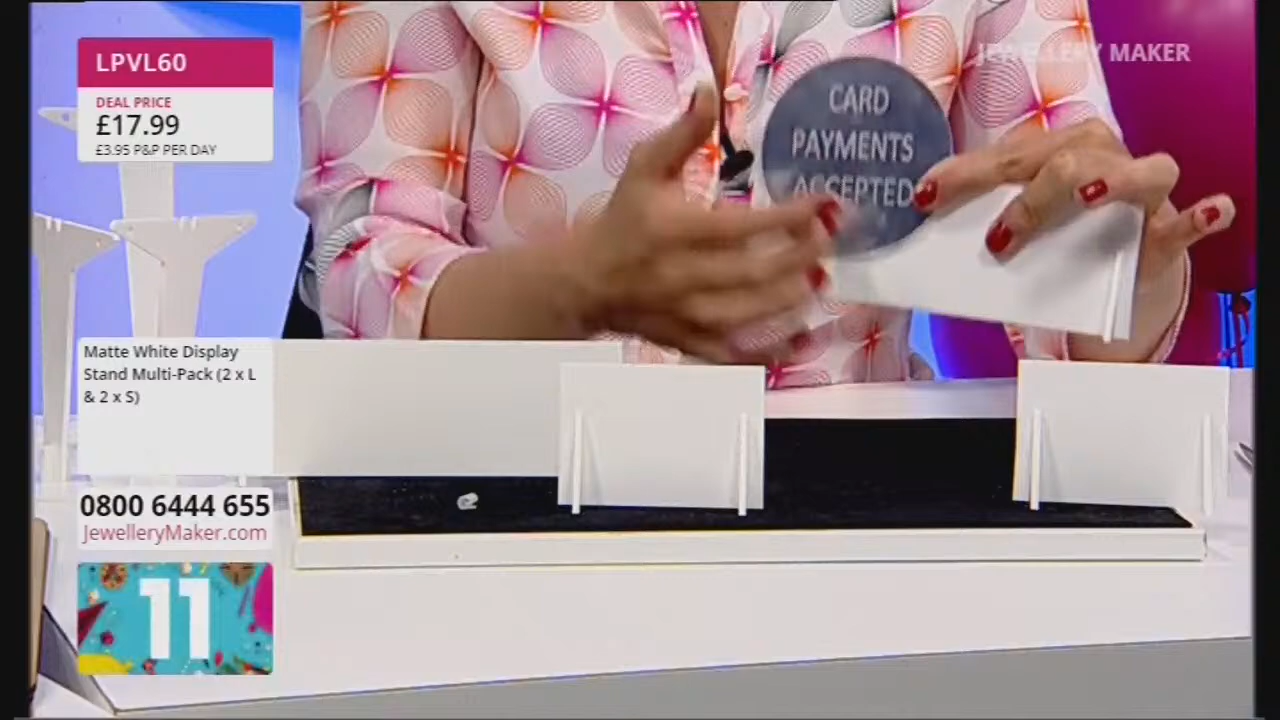 LPVL60
DEAL PRICE
£17.99
£3.95 P&P PER DAY
JEWELLERY MAKER
CARD
PAYMENTS
ACCEPTED
Matte White Display
Stand Multi-Pack (2 x L
& 2 x S)
0800 6444 655
JewelleryMaker.com
11